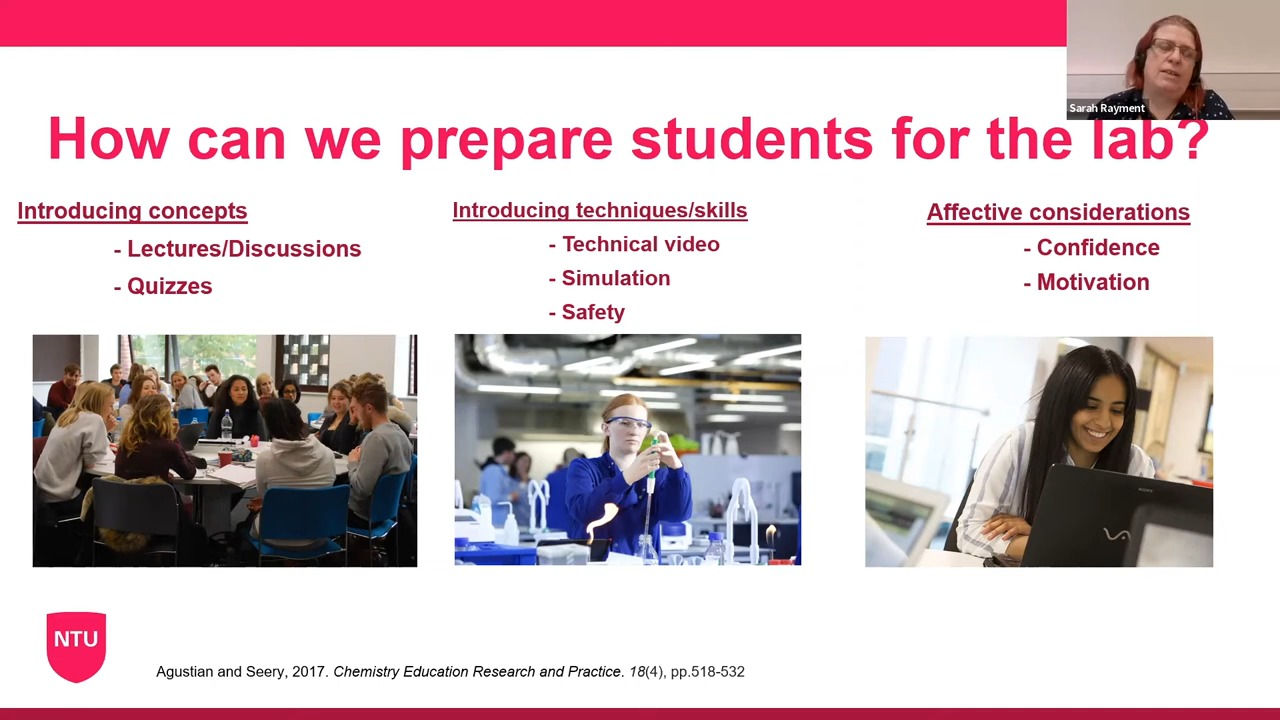 Sarah Rayment
How can we prepare students for the lab?
Introducing concepts
- Lectures/Discussions
- Quizzes
Introducing techniques/skills
- Technical video
- Simulation
- Safety
Affective considerations
- Confidence
- Motivation
SONY
NTU
Agustian and Seery, 2017. Chemistry Education Research and Practice. 18(4), pp.518-532